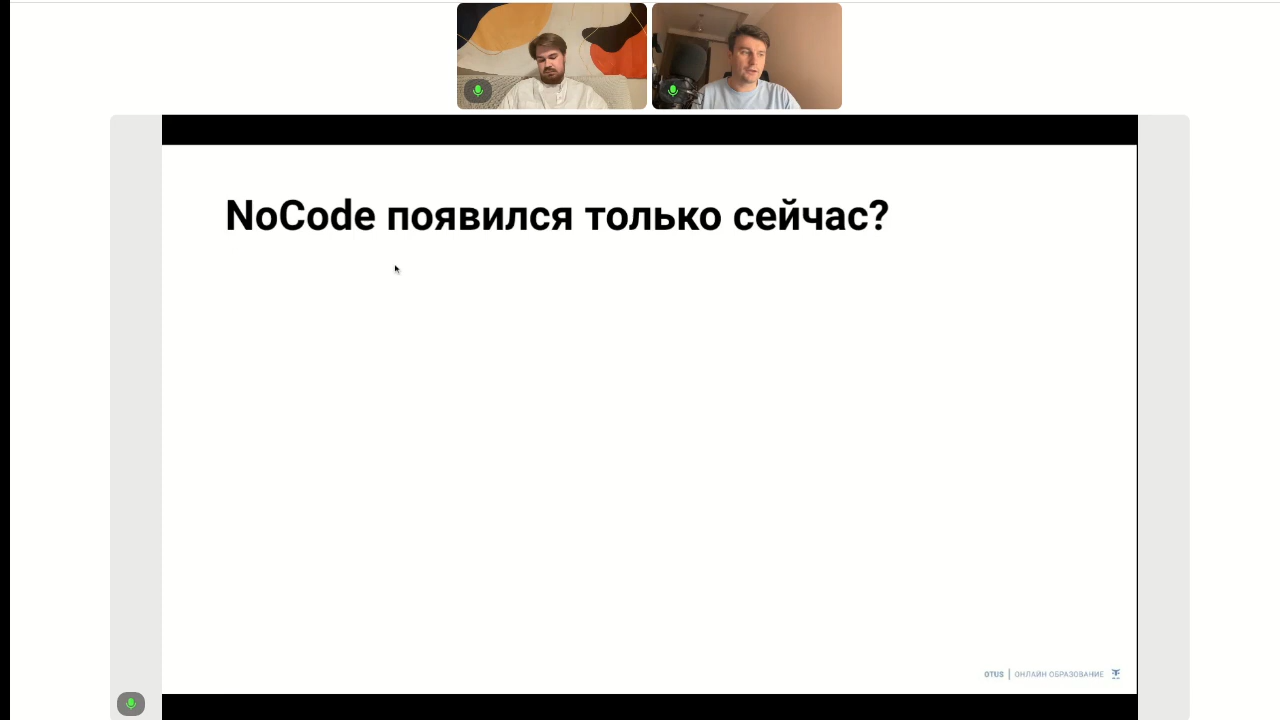 NoCode появился только сейчас?
OTUS | ОНЛАЙН ОБРАЗОВАНИЕ